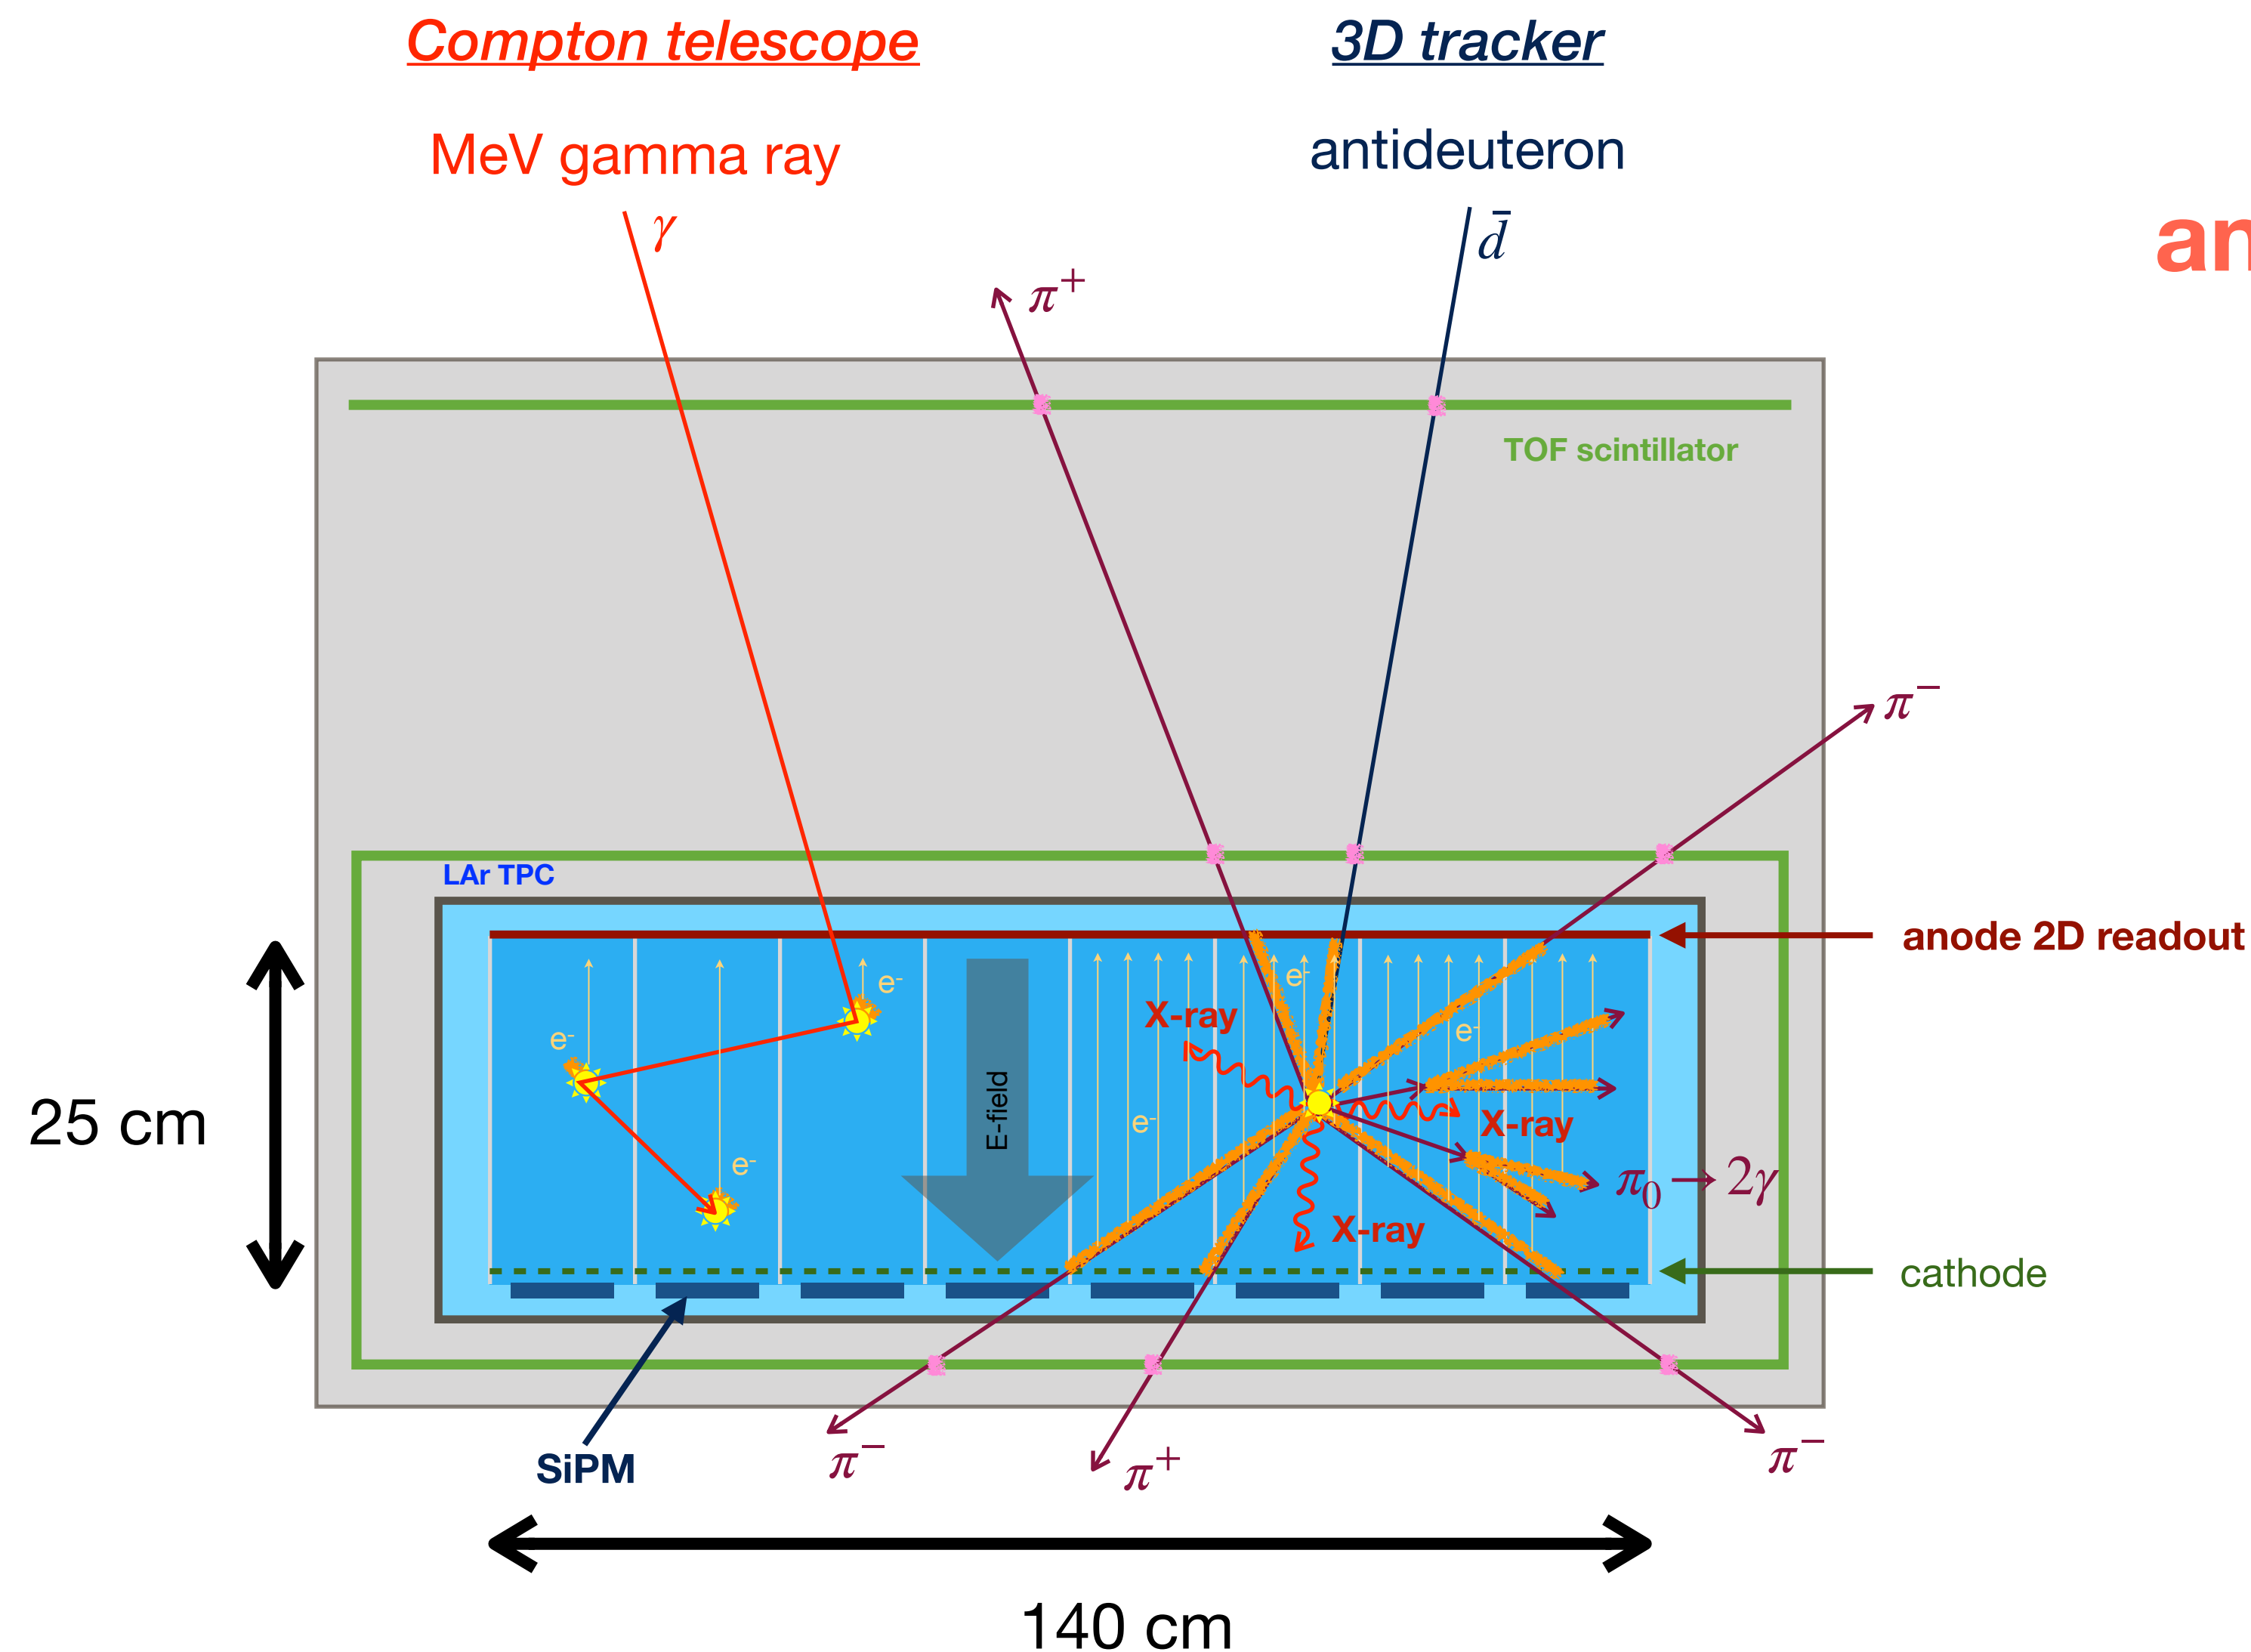 Compton telescope
3D tracker
MeV gamma ray
antideuteron
γ
d̄
an
π⁺
TOF scintillator
π⁻
LAr TPC
anode 2D readout
e⁻
e⁻
X-ray
e⁻
e⁻
E-field
25 cm
e⁻
X-ray
e⁻
π₀ → 2γ
X-ray
cathode
SiPM
π⁻
π⁺
π⁻
140 cm